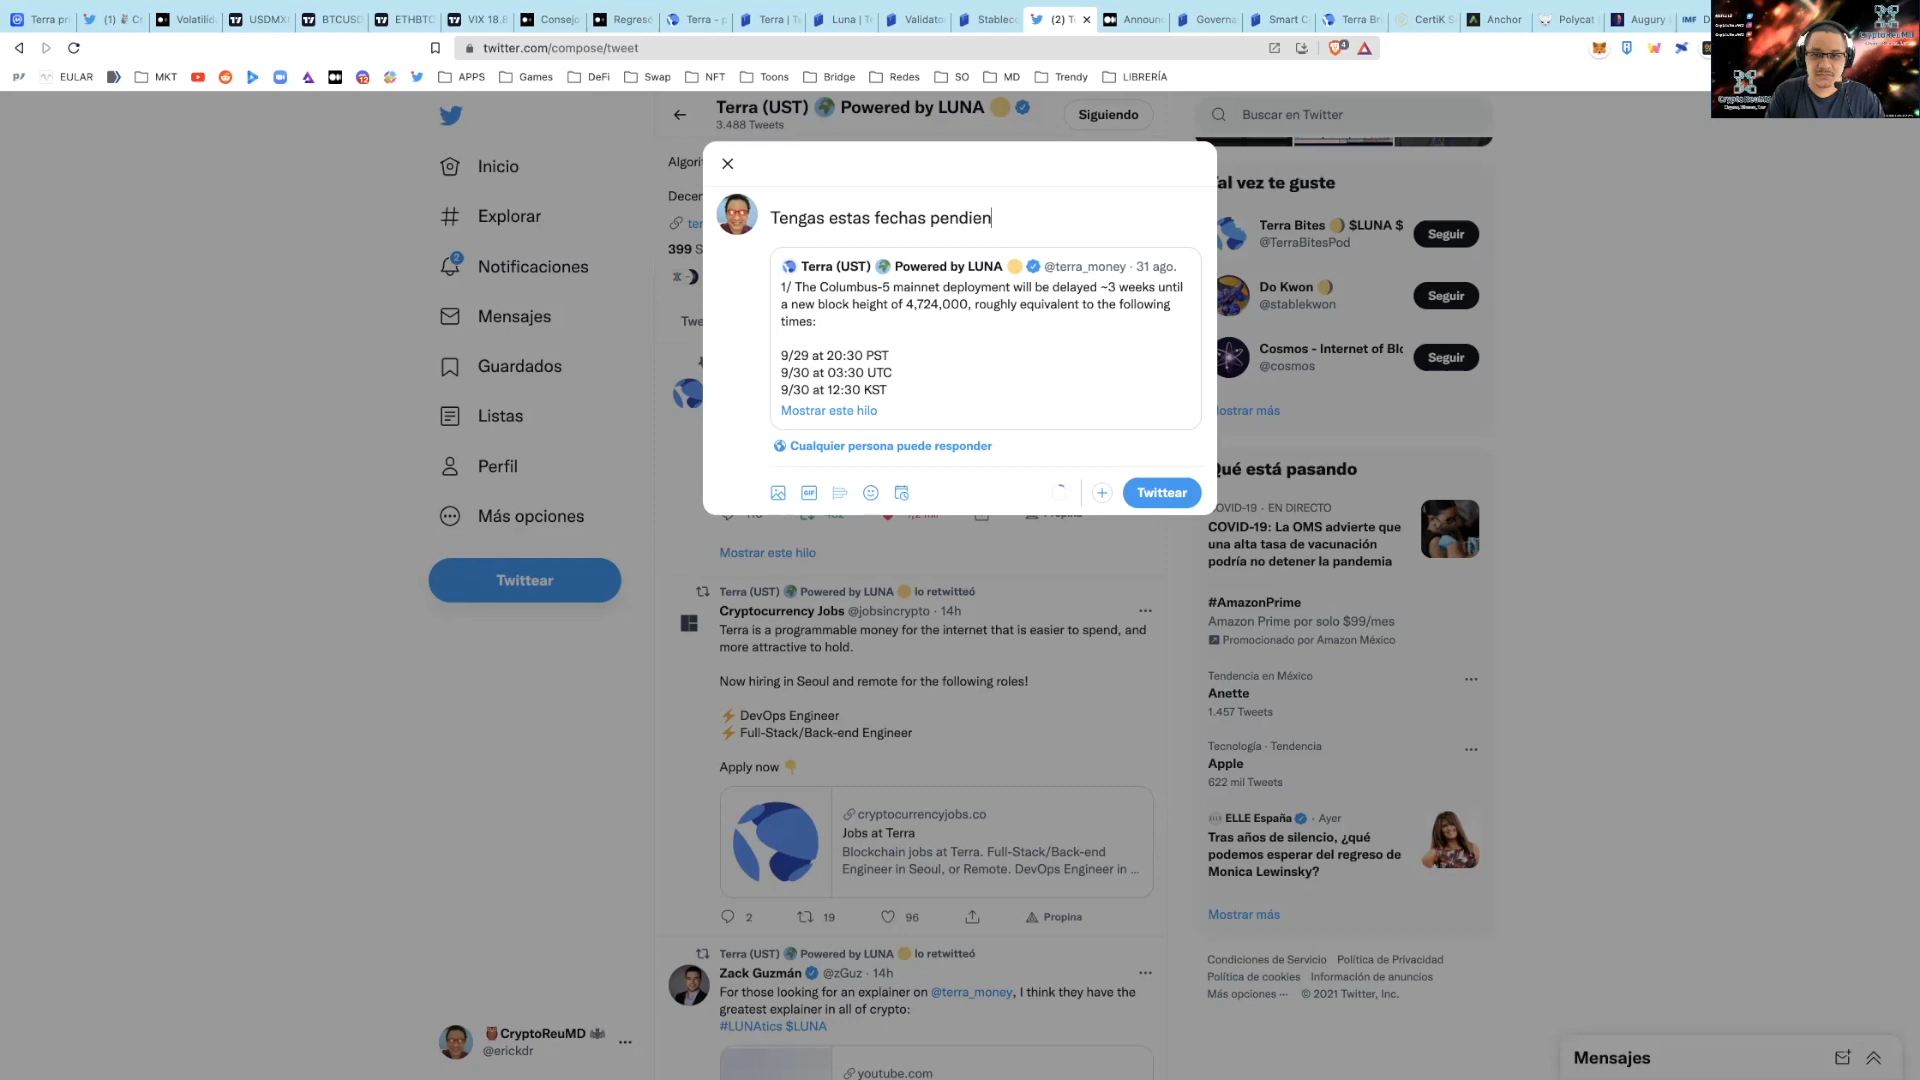 Terra pr
(1)
Volatilid.
USDMX
BTCUSD
ETHBTC
VIX 18.8
Consejo
Regreso
Terra - p
Terra | Te
Luna | Te
Validator
Stableco
(2) Te
Announc
Governa
Smart C
Terra Br
CertiK S
Anchor
Polycat
Augury
IMF
twitter.com/compose/tweet
EULAR
MKT
12
APPS
Games
DeFi
Swap
NFT
Toons
Bridge
Redes
SO
MD
Trendy
LIBRERÍA
Terra (UST) 🌍 Powered by LUNA 🌕
3.488 Tweets
Siguiendo
Buscar en Twitter
Inicio
Explorar
2
Notificaciones
Mensajes
Guardados
Listas
Perfil
Más opciones
Twittear
Algori
Decen
ter
399 S
Twe
Tengas estas fechas pendien
Terra (UST) 🌍 Powered by LUNA 🌕 @terra_money · 31 ago.
1/ The Columbus-5 mainnet deployment will be delayed ~3 weeks until
a new block height of 4,724,000, roughly equivalent to the following
times:
9/29 at 20:30 PST
9/30 at 03:30 UTC
9/30 at 12:30 KST
Mostrar este hilo
Cualquier persona puede responder
GIF
Twittear
Mostrar este hilo
Terra (UST) 🌍 Powered by LUNA 🌕 lo retwitteó
Cryptocurrency Jobs @jobsincrypto · 14h
Terra is a programmable money for the internet that is easier to spend, and
more attractive to hold.
Now hiring in Seoul and remote for the following roles!
⚡ DevOps Engineer
⚡ Full-Stack/Back-end Engineer
Apply now 👇
cryptocurrencyjobs.co
Jobs at Terra
Blockchain jobs at Terra. Full-Stack/Back-end
Engineer in Seoul, or Remote. DevOps Engineer in ...
2
19
96
Propina
Terra (UST) 🌍 Powered by LUNA 🌕 lo retwitteó
Zack Guzmán @zGuz · 14h
For those looking for an explainer on @terra_money, I think they have the
greatest explainer in all of crypto:
#LUNAtics $LUNA
youtube.com
CryptoReuMD
@erickdr
Tal vez te guste
Terra Bites 🌖 $LUNA $
@TerraBitesPod
Seguir
Do Kwon 🌖
@stablekwon
Seguir
Cosmos - Internet of Blo
@cosmos
Seguir
Mostrar más
Qué está pasando
COVID-19 · EN DIRECTO
COVID-19: La OMS advierte que
una alta tasa de vacunación
podría no detener la pandemia
#AmazonPrime
Amazon Prime por solo $99/mes
Promocionado por Amazon México
Tendencia en México
Anette
1.457 Tweets
Tecnología · Tendencia
Apple
622 mil Tweets
ELLE España · Ayer
Tras años de silencio, ¿qué
podemos esperar del regreso de
Monica Lewinsky?
Mostrar más
Condiciones de Servicio Política de Privacidad
Política de cookies Información de anuncios
Más opciones ··· © 2021 Twitter, Inc.
Mensajes
CryptoReuMD
CryptoReuMD